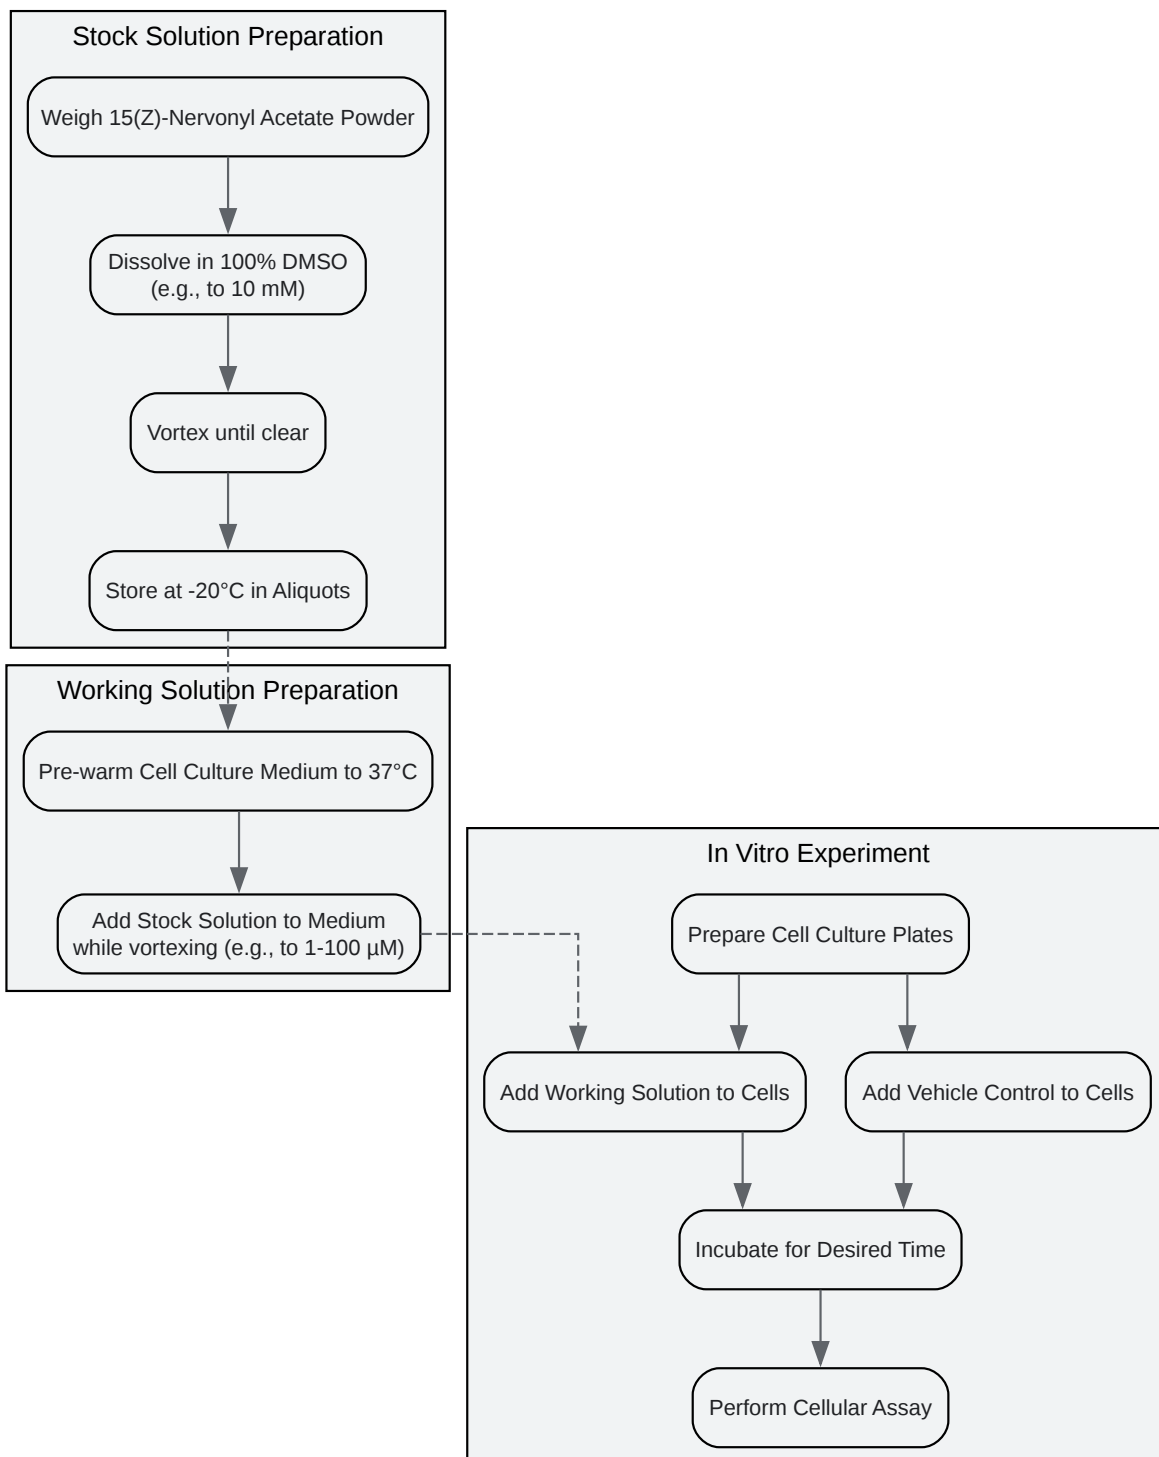 Stock Solution Preparation
Weigh 15(Z)-Nervonyl Acetate Powder
Dissolve in 100% DMSO
(e.g., to 10 mM)
Vortex until clear
Store at -20°C in Aliquots
Working Solution Preparation
Pre-warm Cell Culture Medium to 37°C
Add Stock Solution to Medium
while vortexing (e.g., to 1-100 µM)
In Vitro Experiment
Prepare Cell Culture Plates
Add Working Solution to Cells
Add Vehicle Control to Cells
Incubate for Desired Time
Perform Cellular Assay